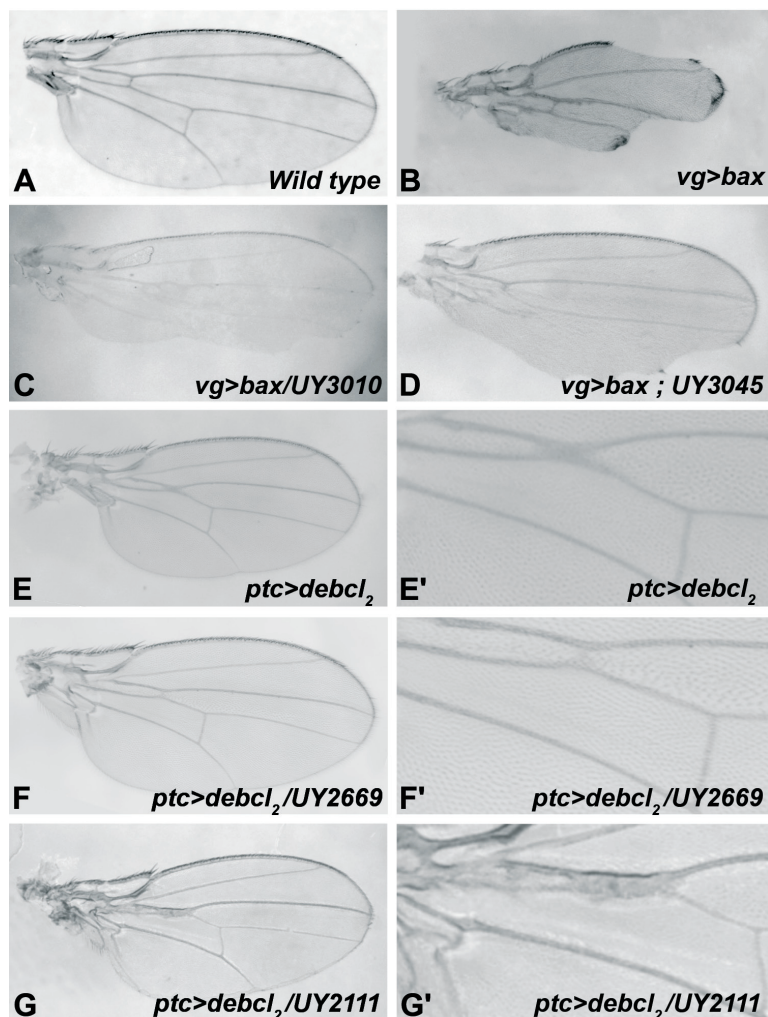 A
Wild type
B
vg>bax
C
vg>bax/UY3010
D
vg>bax ; UY3045
E
ptc>debcl2
E'
ptc>debcl2
F
ptc>debcl2/UY2669
F'
ptc>debcl2/UY2669
G
ptc>debcl2/UY2111
G'
ptc>debcl2/UY2111